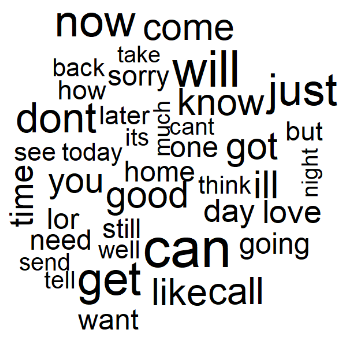 now come
take
back sorry will
how know just
dont later much cant
its one got but
see today
home think ill night
time you good
lor still day love
need well can going
send
tell get like call
want